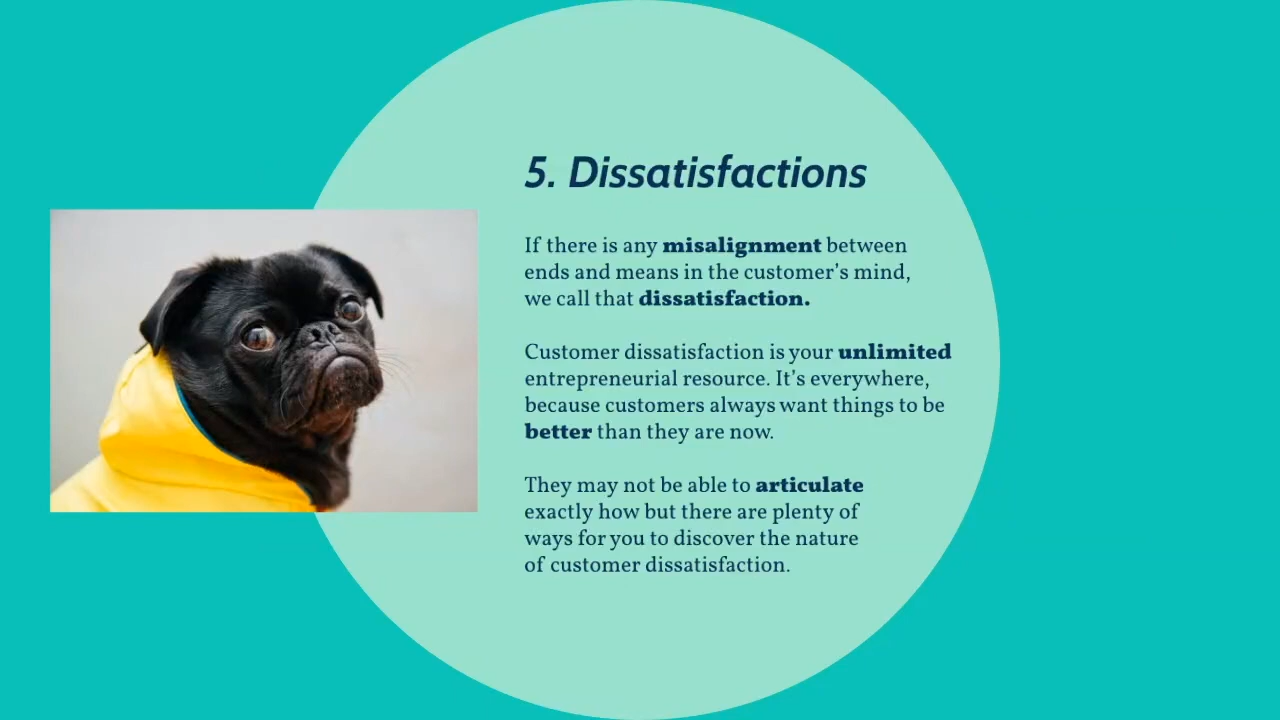 5. Dissatisfactions
If there is any misalignment between
ends and means in the customer's mind,
we call that dissatisfaction.
Customer dissatisfaction is your unlimited
entrepreneurial resource. It's everywhere,
because customers always want things to be
better than they are now.
They may not be able to articulate
exactly how but there are plenty of
ways for you to discover the nature
of customer dissatisfaction.